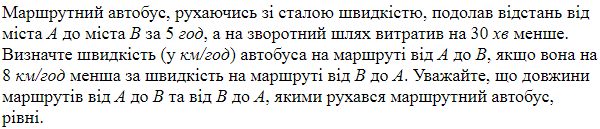 Маршрутний автобус, рухаючись зі сталою швидкістю, подолав відстань від
міста A до міста B за 5 год, а на зворотний шлях витратив на 30 хв менше.
Визначте швидкість (у км/год) автобуса на маршруті від A до B, якщо вона на
8 км/год менша за швидкість на маршруті від B до A. Уважайте, що довжини
маршрутів від A до B та від B до A, якими рухався маршрутний автобус,
рівні.